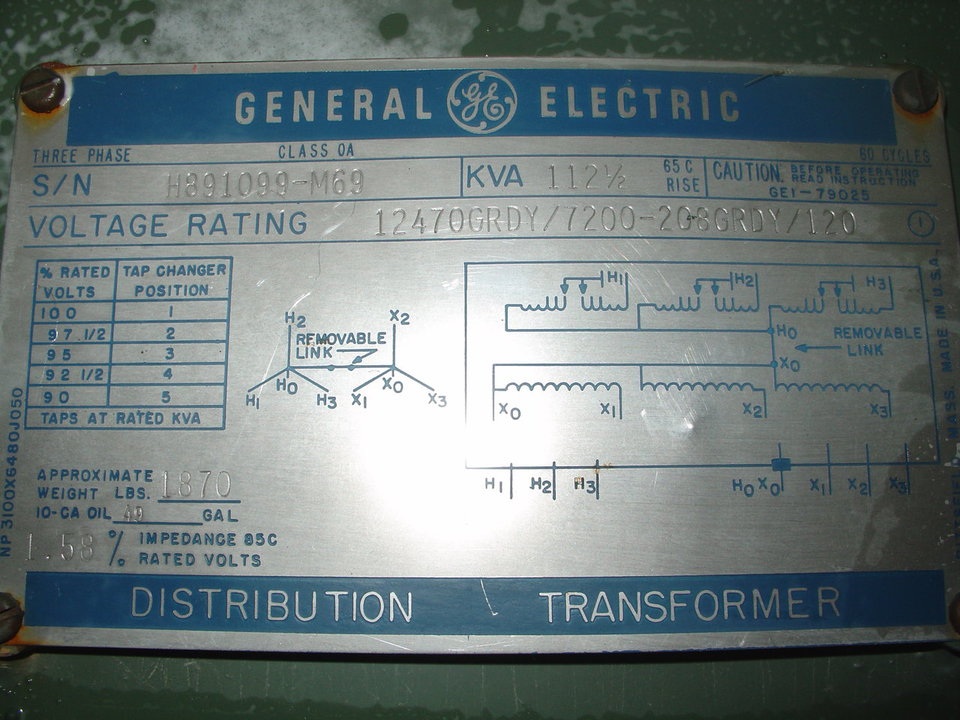 GENERAL GE ELECTRIC
THREE PHASE CLASS OA 60 CYCLES
S/N H891099-M69 KVA 112½ 65 C RISE CAUTION. BEFORE OPERATING READ INSTRUCTION GEI-79025
VOLTAGE RATING 12470GRDY/7200-208GRDY/120
% RATED VOLTS TAP CHANGER POSITION
100 1
97 1/2 2
95 3
92 1/2 4
90 5
TAPS AT RATED KVA
H2 X2
REMOVABLE
LINK
H0 X0
H1 H3 X1 X3
H1 H2 H3
H0 REMOVABLE
LINK
X0
X0 X1 X2 X3
H1 H2 H3 H0 X0 X1 X2 X3
APPROXIMATE
WEIGHT LBS. 1870
10-CA OIL 49 GAL
1.58 % IMPEDANCE 85C
RATED VOLTS
NP 3100X6480J050
MASS. MADE IN U.S.A.
DISTRIBUTION TRANSFORMER